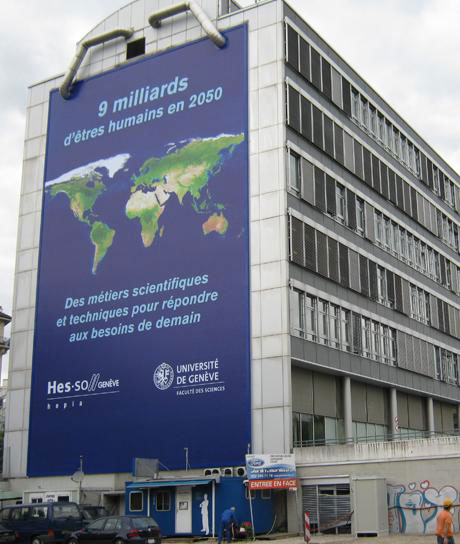 9 milliards
d'êtres humains en 2050
Des métiers scientifiques
et techniques pour répondre
aux besoins de demain
Hes·SO//GENÈVE
hepia
UNIVERSITÉ
DE GENÈVE
FACULTÉ DES SCIENCES
ENTREE EN FACE